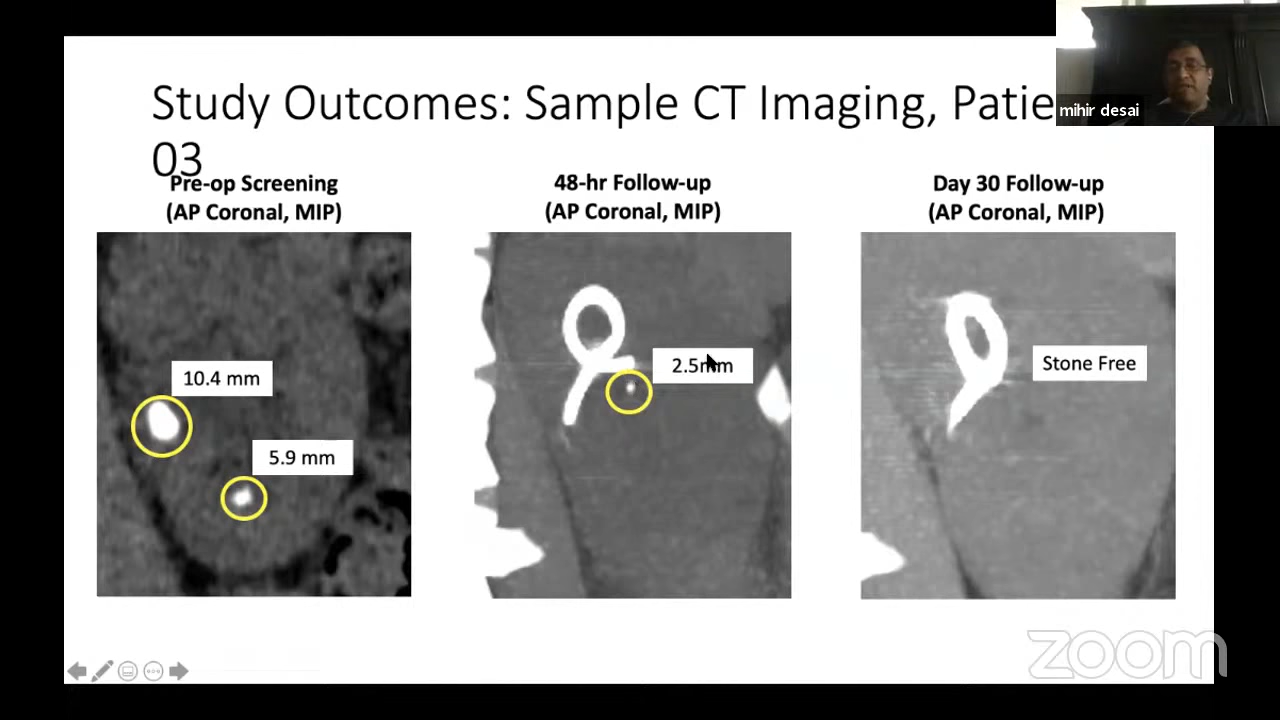 Study Outcomes: Sample CT Imaging, Patie
03
mihir desai
Pre-op Screening
(AP Coronal, MIP)
48-hr Follow-up
(AP Coronal, MIP)
Day 30 Follow-up
(AP Coronal, MIP)
10.4 mm
5.9 mm
2.5mm
Stone Free
zoom